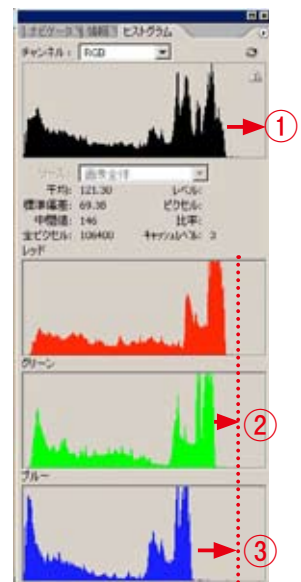 ナビゲータ 情報 ヒストグラム
チャンネル: RGB
①
ソース: 画像全体
平均: 121.30 レベル:
標準偏差: 69.38 ピクセル:
中間値: 146 比率:
全ピクセル: 106400 キャッシュレベル: 3
レッド
グリーン
②
ブルー
③